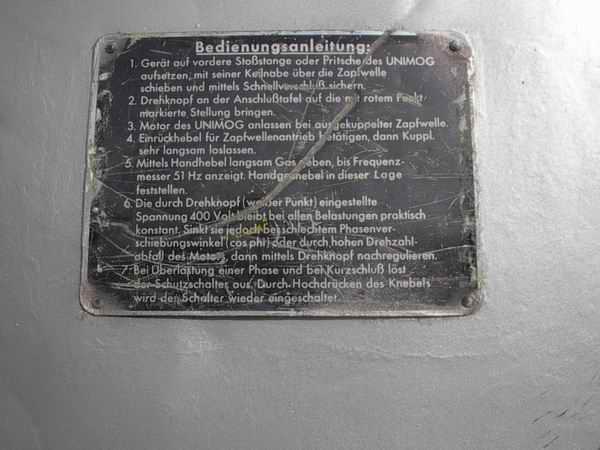 Bedienungsanleitung:
1. Gerät auf vordere Stoßstange oder Pritsche des UNIMOG
aufsetzen, mit seiner Keilnabe über die Zapfwelle
schieben und mittels Schnellverschluß sichern.
2. Drehknopf an der Anschlußtafel auf die mit rotem Punkt
markierte Stellung bringen.
3. Motor des UNIMOG anlassen bei ausgekuppelter Zapfwelle.
4. Einrückhebel für Zapfwellenantrieb betätigen, dann Kuppl.
sehr langsam loslassen.
5. Mittels Handhebel langsam Gas geben, bis Frequenz-
messer 51 Hz anzeigt. Handgashebel in dieser Lage
feststellen.
6. Die durch Drehknopf (weißer Punkt) eingestellte
Spannung 400 Volt bleibt bei allen Belastungen praktisch
konstant. Sinkt sie jedoch bei schlechtem Phasenver-
schiebungswinkel (cos phi) oder durch hohen Drehzahl-
abfall des Motors, dann mittels Drehknopf nachregulieren.
7. Bei Überlastung einer Phase und bei Kurzschluß löst
der Schutzschalter aus. Durch Hochdrücken des Knebels
wird der Schalter wieder eingeschaltet.